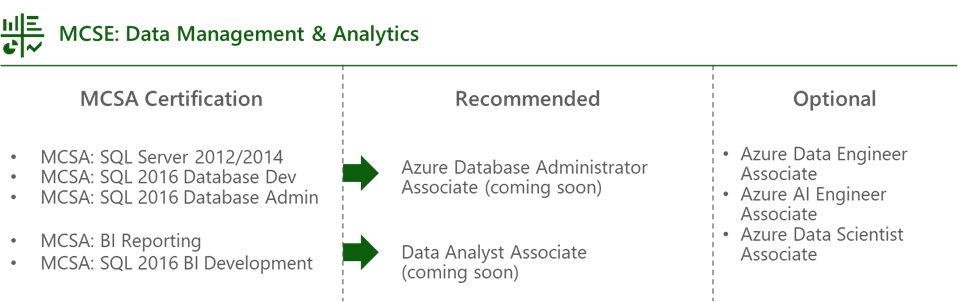 MCSE: Data Management & Analytics
MCSA Certification
Recommended
Optional
• MCSA: SQL Server 2012/2014
• MCSA: SQL 2016 Database Dev
• MCSA: SQL 2016 Database Admin
Azure Database Administrator
Associate (coming soon)
• MCSA: BI Reporting
• MCSA: SQL 2016 BI Development
Data Analyst Associate
(coming soon)
• Azure Data Engineer
Associate
• Azure AI Engineer
Associate
• Azure Data Scientist
Associate